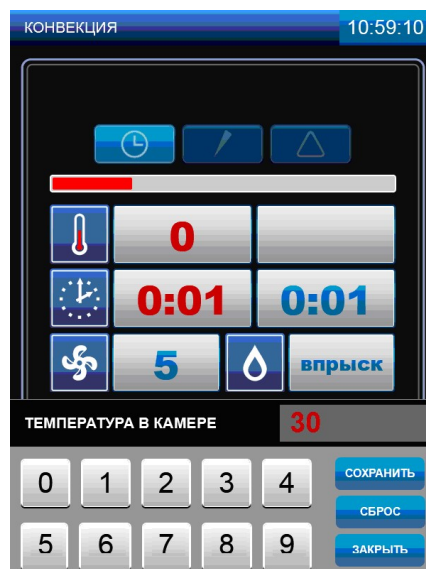 КОНВЕКЦИЯ 10:59:10
0
0:01 0:01
5 впрыск
ТЕМПЕРАТУРА В КАМЕРЕ 30
0 1 2 3 4 СОХРАНИТЬ
СБРОС
5 6 7 8 9 ЗАКРЫТЬ